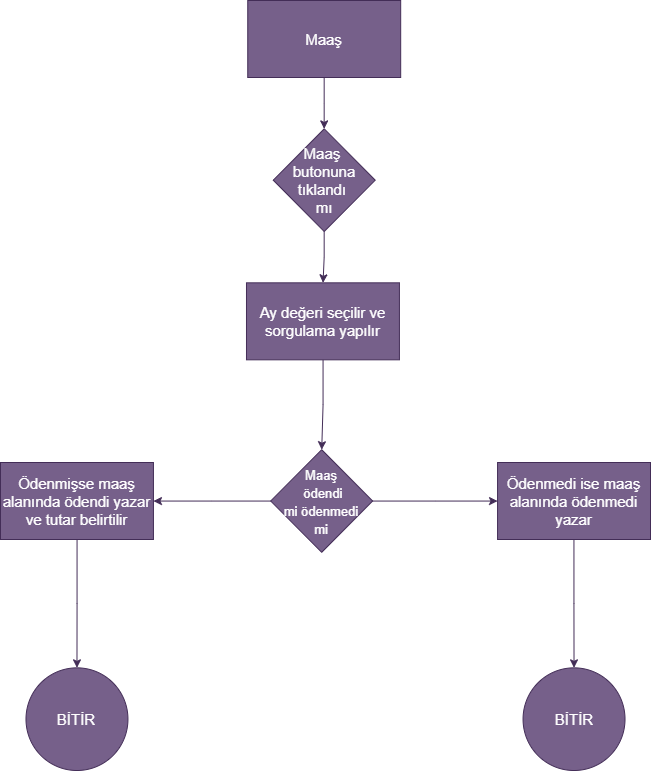 Maaş
Maaş
butonuna
tıklandı
mı
Ay değeri seçilir ve
sorgulama yapılır
Maaş
ödendi
mi ödenmedi
mi
Ödenmişse maaş
alanında ödendi yazar
ve tutar belirtilir
Ödenmedi ise maaş
alanında ödenmedi
yazar
BİTİR
BİTİR